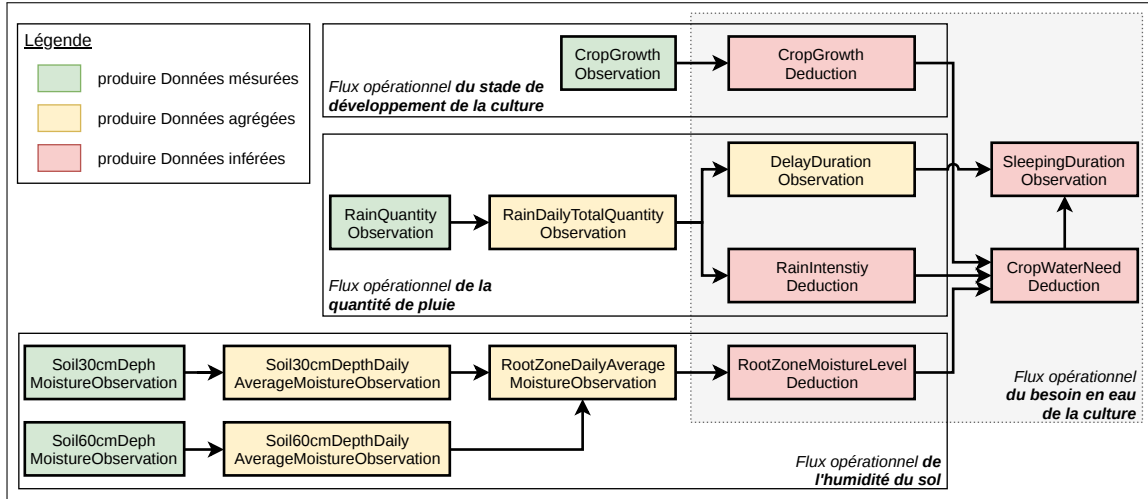 Légende
produire Données mésurées
produire Données agrégées
produire Données inférées
CropGrowth
Observation
CropGrowth
Deduction
Flux opérationnel du stade de
développement de la culture
DelayDuration
Observation
SleepingDuration
Observation
RainQuantity
Observation
RainDailyTotalQuantity
Observation
RainIntenstiy
Deduction
CropWaterNeed
Deduction
Flux opérationnel de la
quantité de pluie
Soil30cmDeph
MoistureObservation
Soil30cmDepthDaily
AverageMoistureObservation
RootZoneDailyAverage
MoistureObservation
RootZoneMoistureLevel
Deduction
Flux opérationnel
du besoin en eau
de la culture
Soil60cmDeph
MoistureObservation
Soil60cmDepthDaily
AverageMoistureObservation
Flux opérationnel de
l'humidité du sol